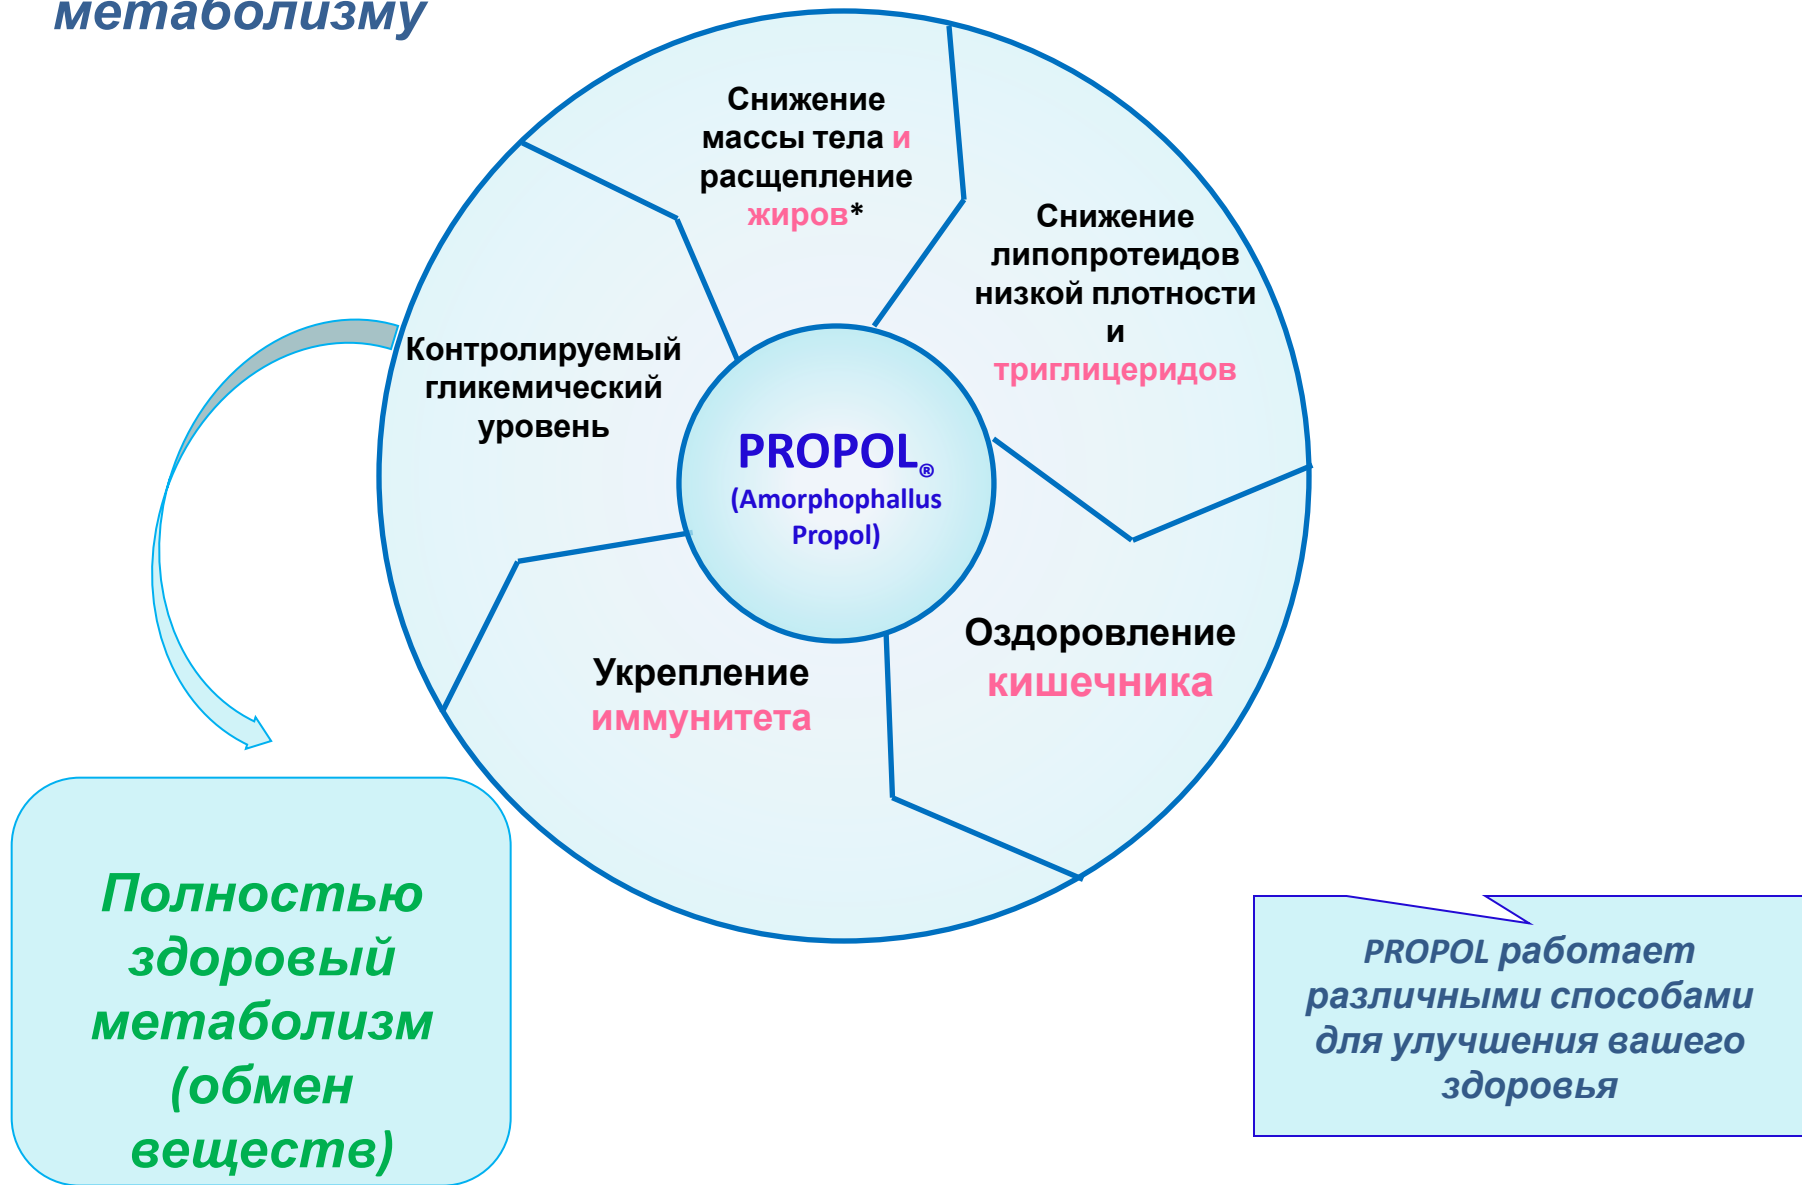 метаболизму
Снижение
массы тела и
расщепление
жиров*
Снижение
липопротеидов
низкой плотности
и
триглицеридов
Контролируемый
гликемический
уровень
PROPOL®
(Amorphophallus
Propol)
Оздоровление
кишечника
Укрепление
иммунитета
Полностью
здоровый
метаболизм
(обмен
веществ)
PROPOL работает
различными способами
для улучшения вашего
здоровья